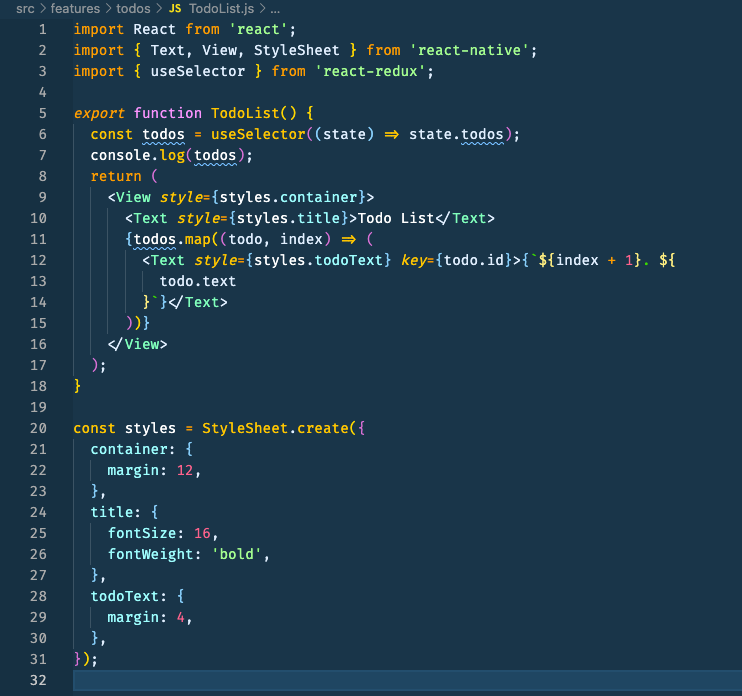 src > features > todos > JS TodoList.js > ...
1 import React from 'react';
2 import { Text, View, StyleSheet } from 'react-native';
3 import { useSelector } from 'react-redux';
4
5 export function TodoList() {
6   const todos = useSelector((state) => state.todos);
7   console.log(todos);
8   return (
9     <View style={styles.container}>
10       <Text style={styles.title}>Todo List</Text>
11       {todos.map((todo, index) => (
12         <Text style={styles.todoText} key={todo.id}>{`${index + 1}. ${
13           todo.text
14         }`}</Text>
15       ))}
16     </View>
17   );
18 }
19
20 const styles = StyleSheet.create({
21   container: {
22     margin: 12,
23   },
24   title: {
25     fontSize: 16,
26     fontWeight: 'bold',
27   },
28   todoText: {
29     margin: 4,
30   },
31 });
32